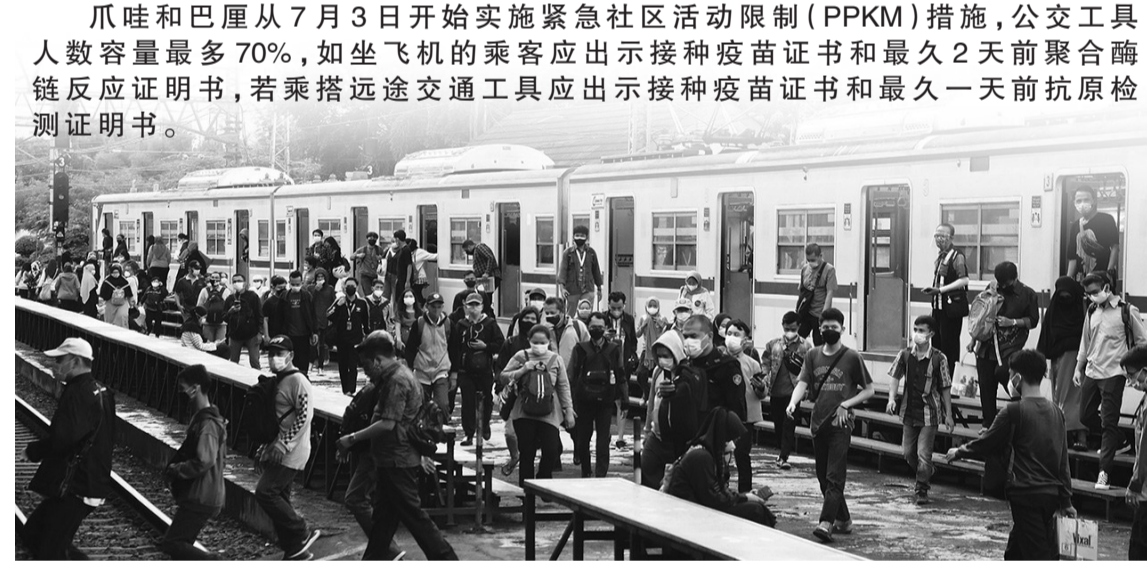 爪哇和巴厘从7月3日开始实施紧急社区活动限制(PPKM)措施,公交工具
人数容量最多70%,如坐飞机的乘客应出示接种疫苗证书和最久2天前聚合酶
链反应证明书,若乘搭远途交通工具应出示接种疫苗证书和最久一天前抗原检
测证明书。
3